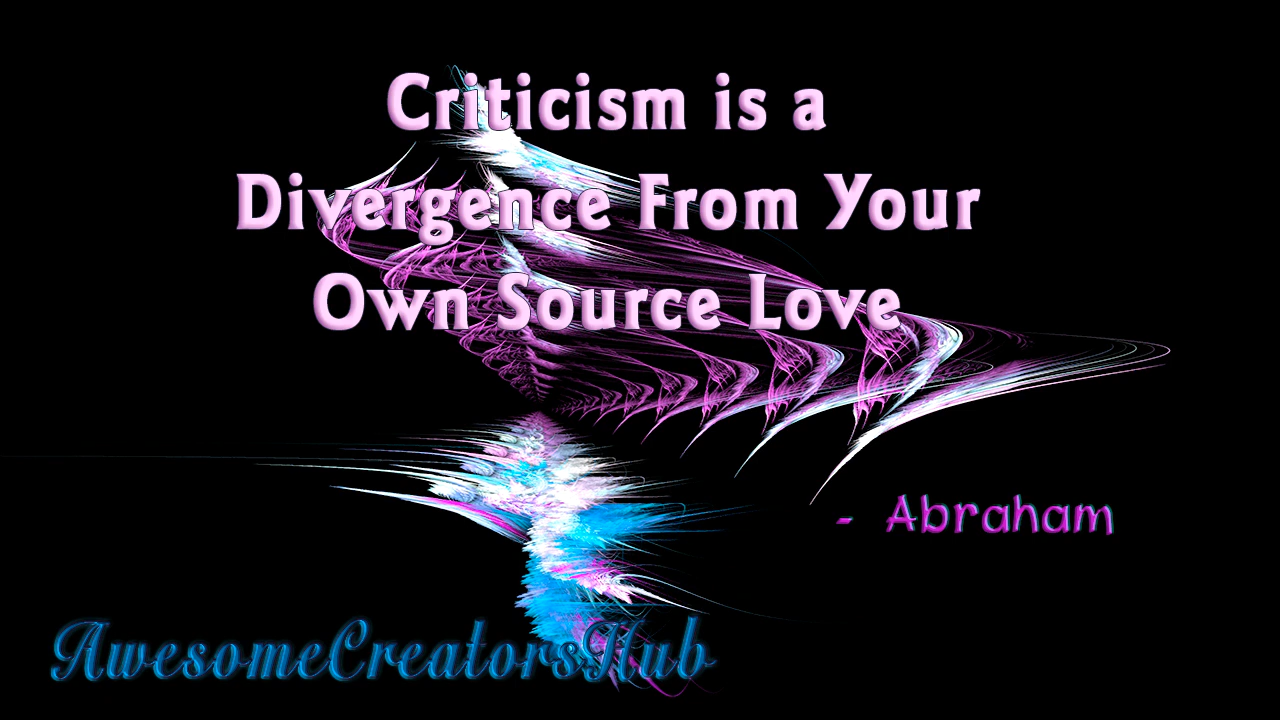 Criticism is a
Divergence From Your
Own Source Love
- Abraham
AwesomeCreatorsHub